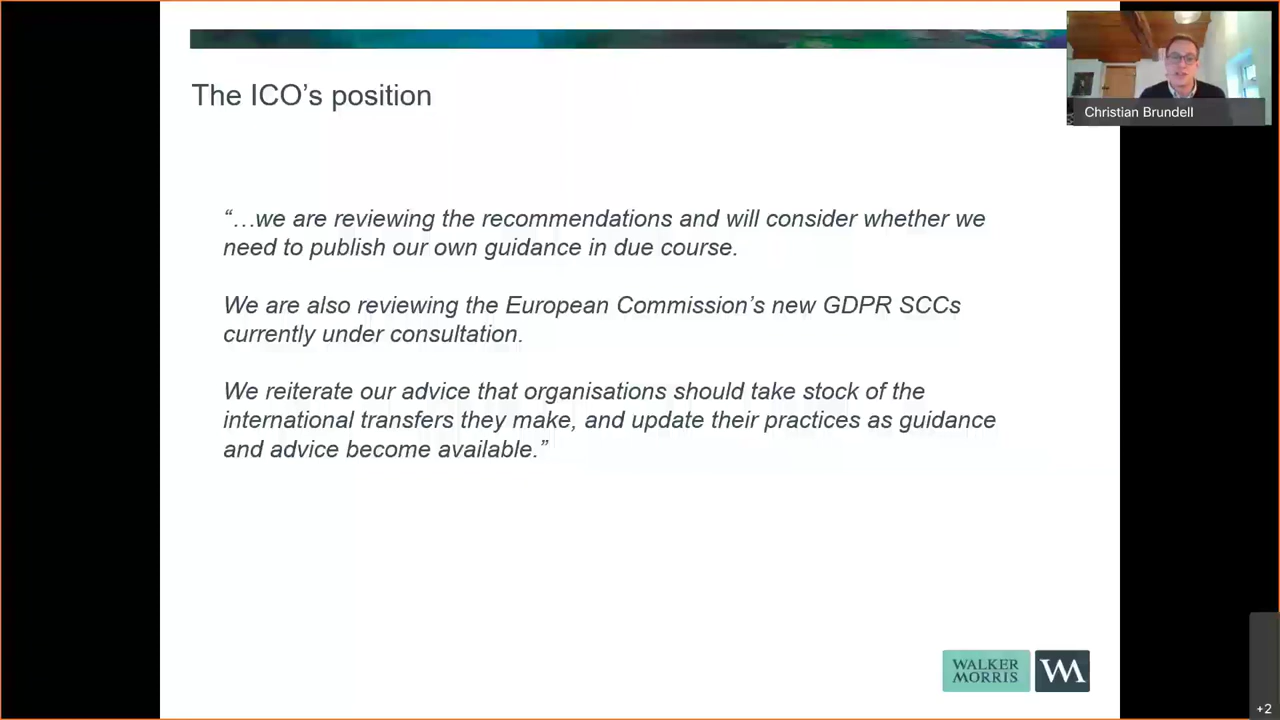 The ICO’s position
Christian Brundell
“…we are reviewing the recommendations and will consider whether we
need to publish our own guidance in due course.
We are also reviewing the European Commission’s new GDPR SCCs
currently under consultation.
We reiterate our advice that organisations should take stock of the
international transfers they make, and update their practices as guidance
and advice become available.”
WALKER
MORRIS
WM
+2